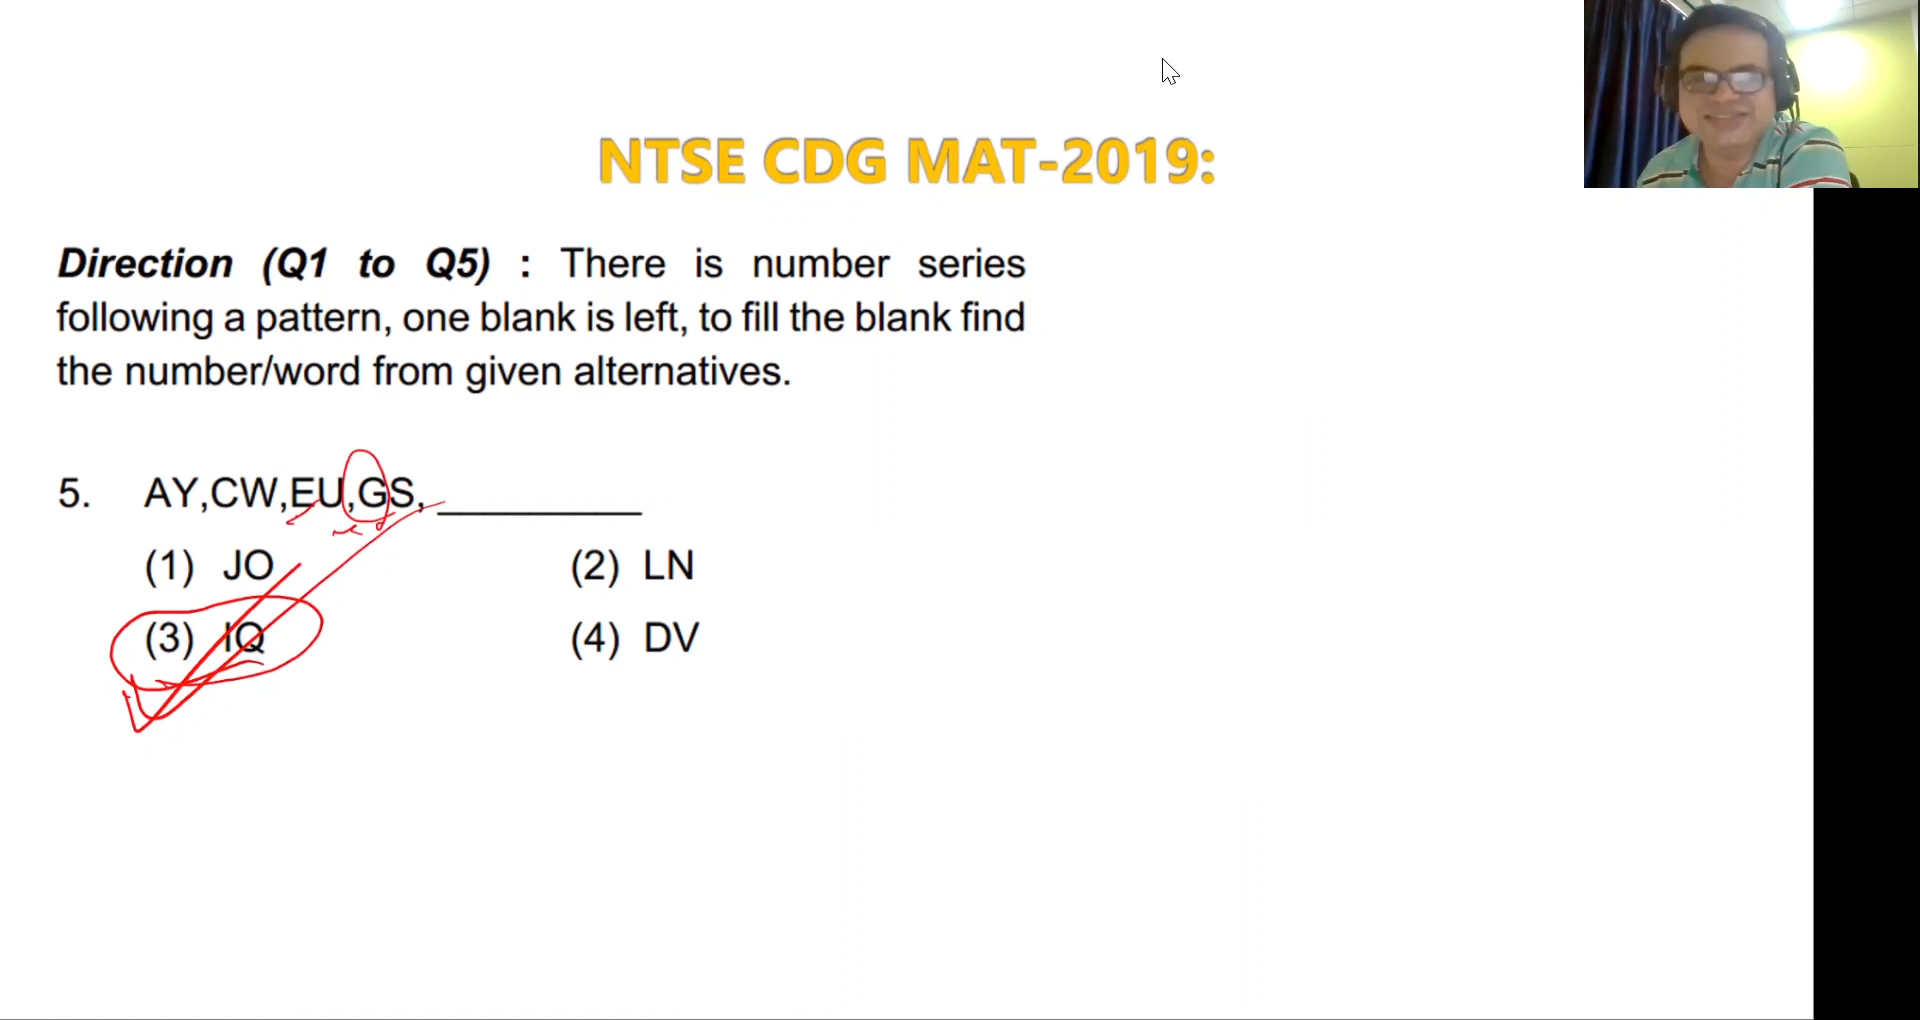 NTSE CDG MAT-2019:
Direction (Q1 to Q5) : There is number series
following a pattern, one blank is left, to fill the blank find
the number/word from given alternatives.
5. AY,CW,EU,GS, __________
(1) JO (2) LN
(3) IQ (4) DV